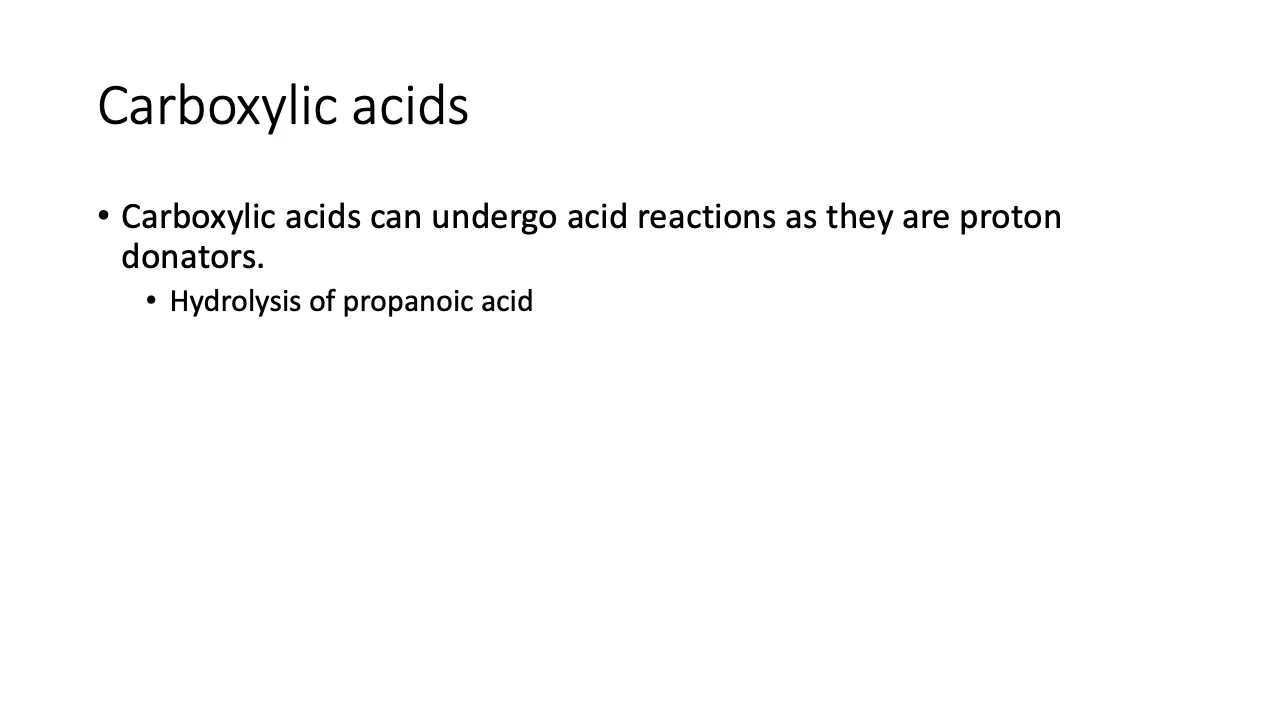 Carboxylic acids
• Carboxylic acids can undergo acid reactions as they are proton
donators.
• Hydrolysis of propanoic acid